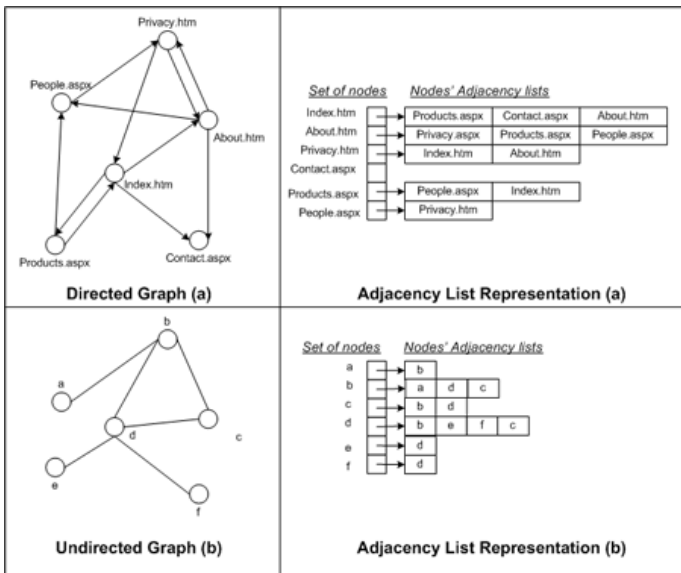 Privacy.htm
People.aspx
About.htm
Index.htm
Products.aspx
Contact.aspx
Directed Graph (a)
Set of nodes Nodes' Adjacency lists
Index.htm Products.aspx Contact.aspx About.htm
About.htm Privacy.aspx Products.aspx People.aspx
Privacy.htm Index.htm About.htm
Contact.aspx
Products.aspx People.aspx Index.htm
People.aspx Privacy.htm
Adjacency List Representation (a)
b
a
d
c
e
f
Undirected Graph (b)
Set of nodes Nodes' Adjacency lists
a b
b a d c
c b d
d b e f c
e d
f d
Adjacency List Representation (b)